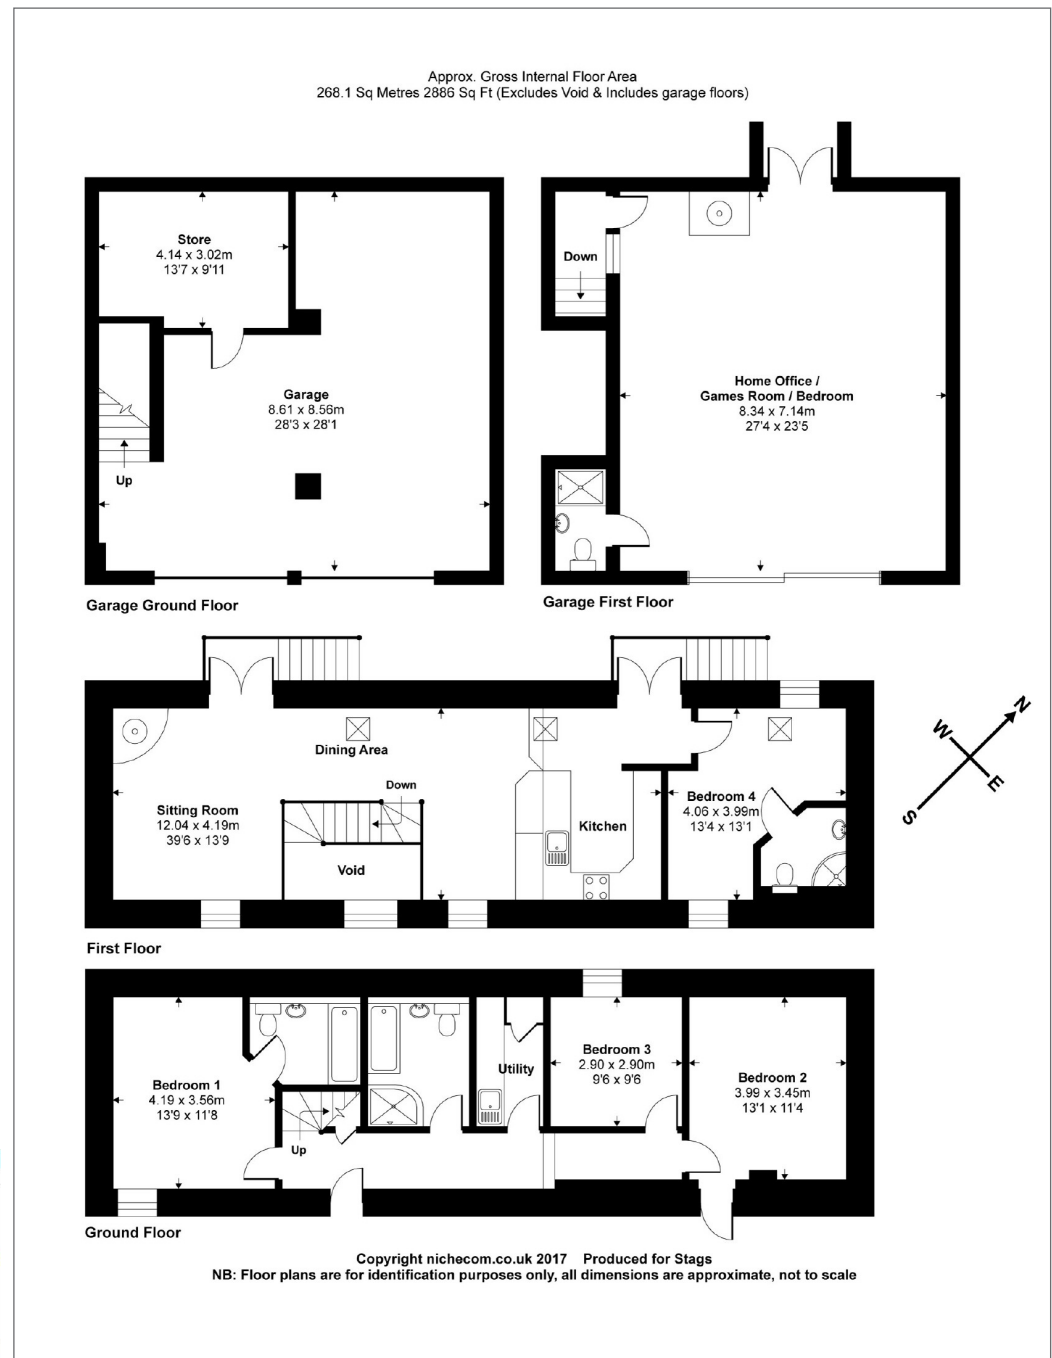 Approx. Gross Internal Floor Area
268.1 Sq Metres 2886 Sq Ft (Excludes Void & Includes garage floors)
Store
4.14 x 3.02m
13'7 x 9'11
Garage
8.61 x 8.56m
28'3 x 28'1
Up
Garage Ground Floor
Down
Home Office /
Games Room / Bedroom
8.34 x 7.14m
27'4 x 23'5
Garage First Floor
Dining Area
Down
Sitting Room
12.04 x 4.19m
39'6 x 13'9
Void
Kitchen
Bedroom 4
4.06 x 3.99m
13'4 x 13'1
First Floor
N
W
E
S
Bedroom 1
4.19 x 3.56m
13'9 x 11'8
Up
Utility
Bedroom 3
2.90 x 2.90m
9'6 x 9'6
Bedroom 2
3.99 x 3.45m
13'1 x 11'4
Ground Floor
Copyright nichecom.co.uk 2017 Produced for Stags
NB: Floor plans are for identification purposes only, all dimensions are approximate, not to scale